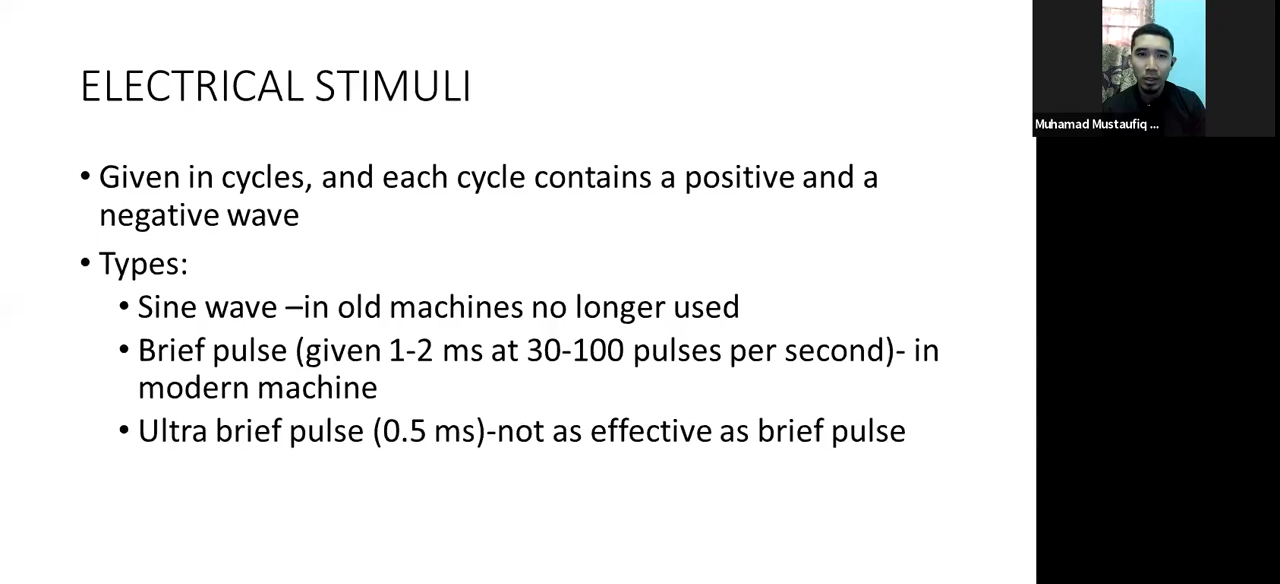 ELECTRICAL STIMULI
• Given in cycles, and each cycle contains a positive and a
negative wave
• Types:
• Sine wave –in old machines no longer used
• Brief pulse (given 1-2 ms at 30-100 pulses per second)- in
modern machine
• Ultra brief pulse (0.5 ms)-not as effective as brief pulse
Muhamad Mustaufiq ...